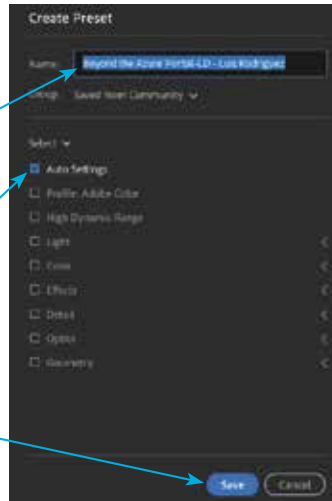 Create Preset
Name: Beyond the Azure Portal-LD - Luis Rodriguez
Group: Saved from Community
Select
Auto Settings
Profile: Adobe Color
High Dynamic Range
Light
Color
Effects
Detail
Optics
Geometry
Save Cancel